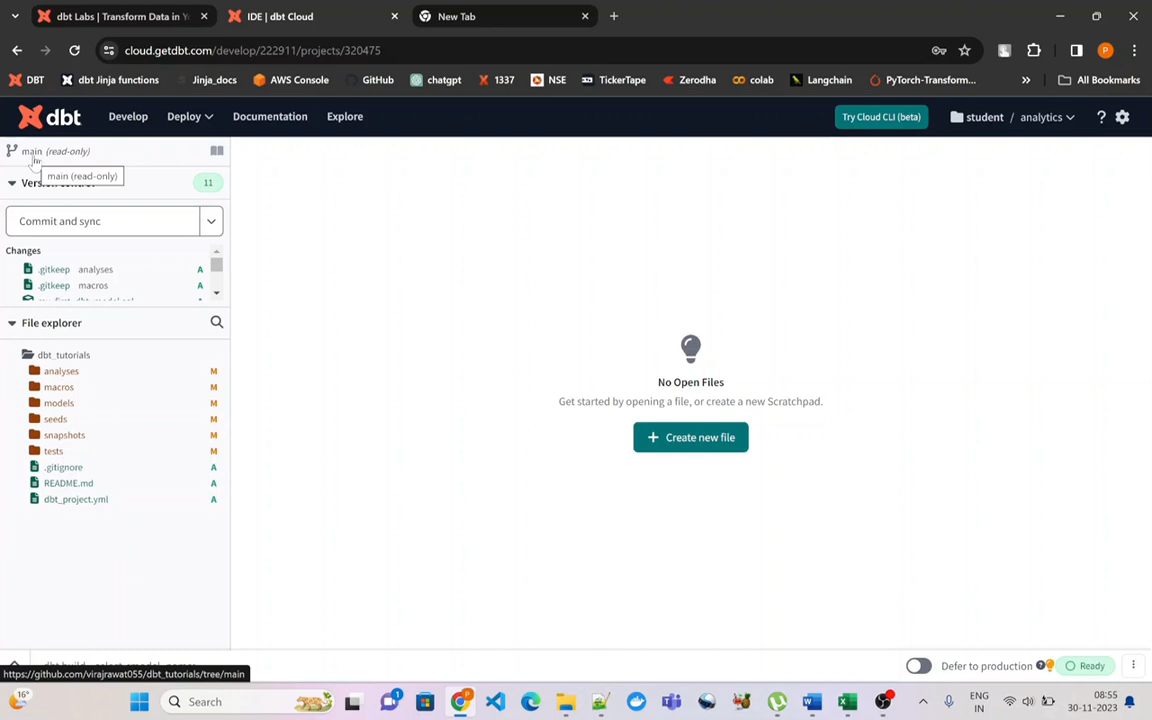 dbt Labs | Transform Data in Y
IDE | dbt Cloud
New Tab
cloud.getdbt.com/develop/222911/projects/320475
P
DBT
dbt Jinja functions
Jinja_docs
AWS Console
GitHub
chatgpt
1337
NSE
TickerTape
Zerodha
colab
Langchain
PyTorch-Transform...
All Bookmarks
dbt
Develop
Deploy
Documentation
Explore
Try Cloud CLI (beta)
student / analytics
main (read-only)
main (read-only)
11
Commit and sync
Changes
.gitkeep analyses A
.gitkeep macros A
File explorer
dbt_tutorials
analyses M
macros M
models M
seeds M
snapshots M
tests M
.gitignore A
README.md A
dbt_project.yml A
No Open Files
Get started by opening a file, or create a new Scratchpad.
+ Create new file
Defer to production
Ready
https://github.com/virajrawat055/dbt_tutorials/tree/main
16°
Search
1
ENG
IN
08:55
30-11-2023